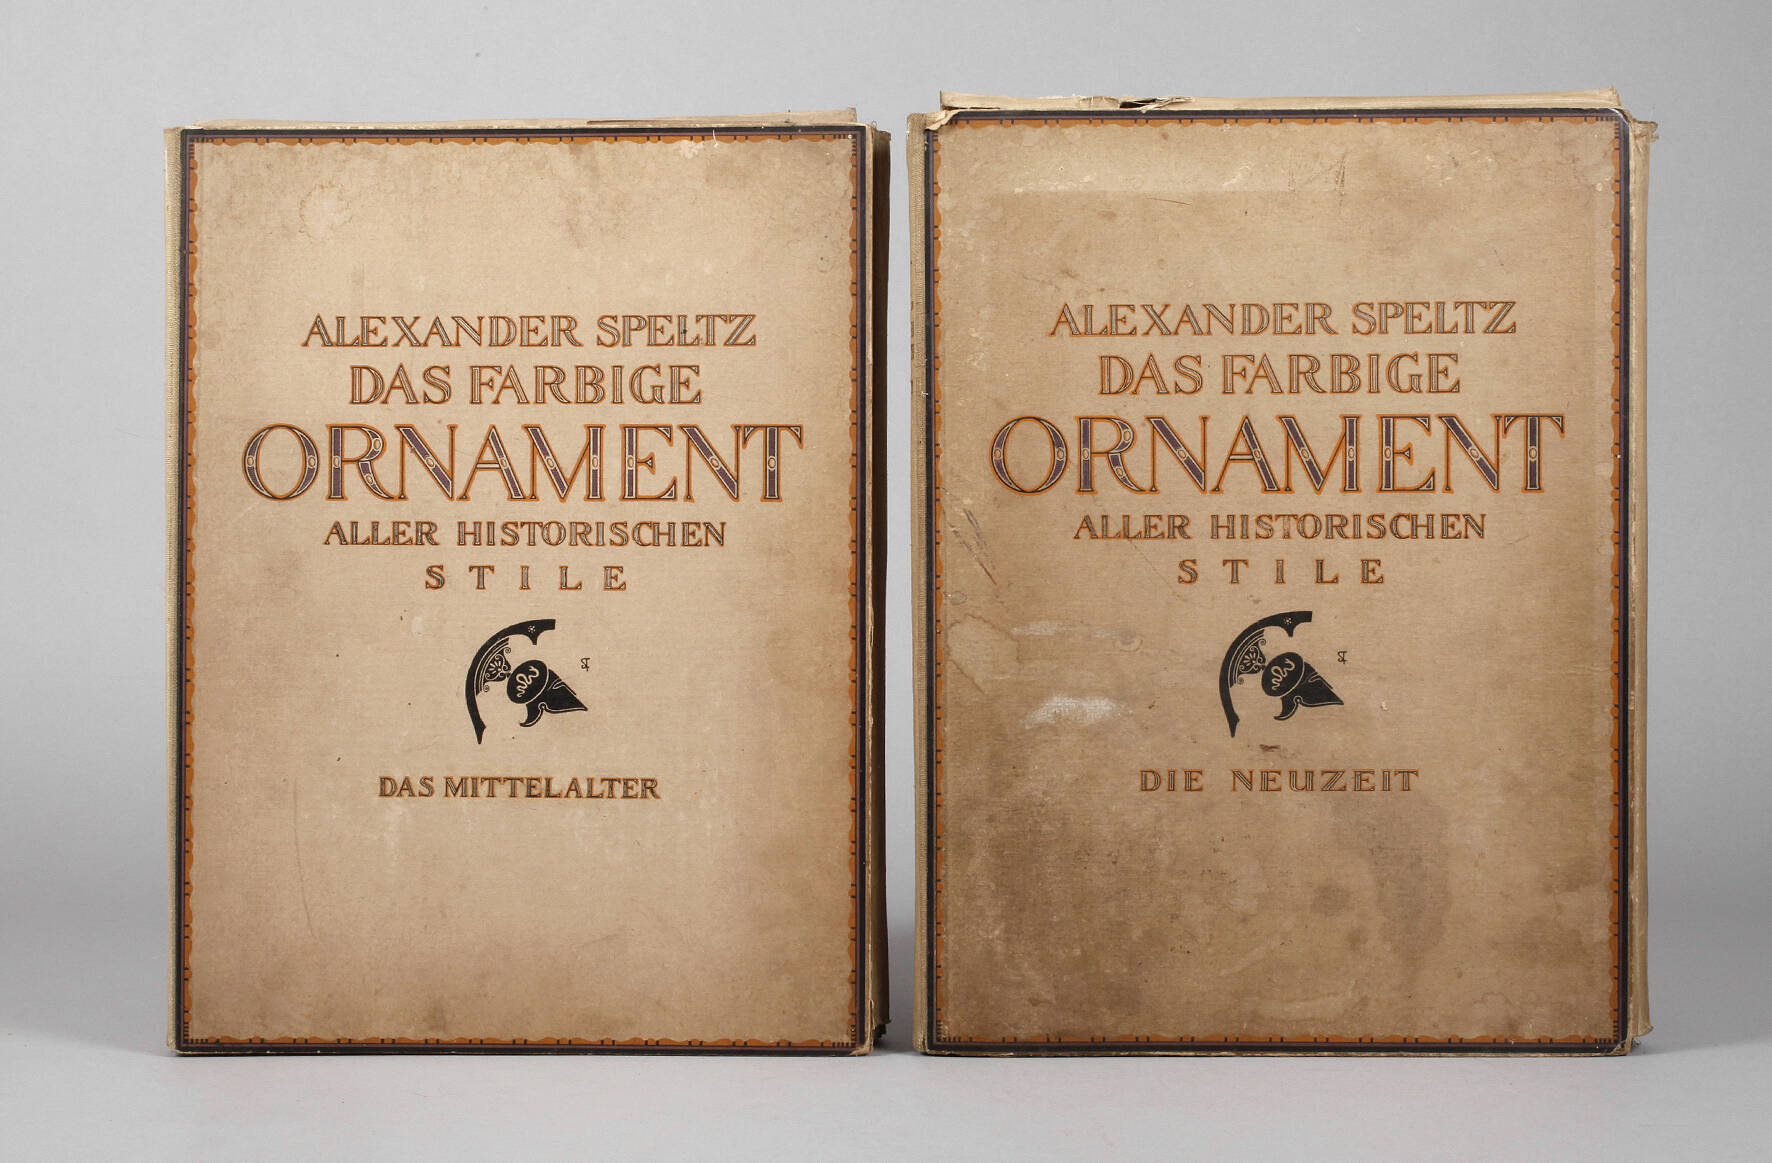 ALEXANDER SPELTZ
DAS FARBIGE
ORNAMENT
ALLER HISTORISCHEN
STILE
DAS MITTELALTER
ALEXANDER SPELTZ
DAS FARBIGE
ORNAMENT
ALLER HISTORISCHEN
STILE
DIE NEUZEIT